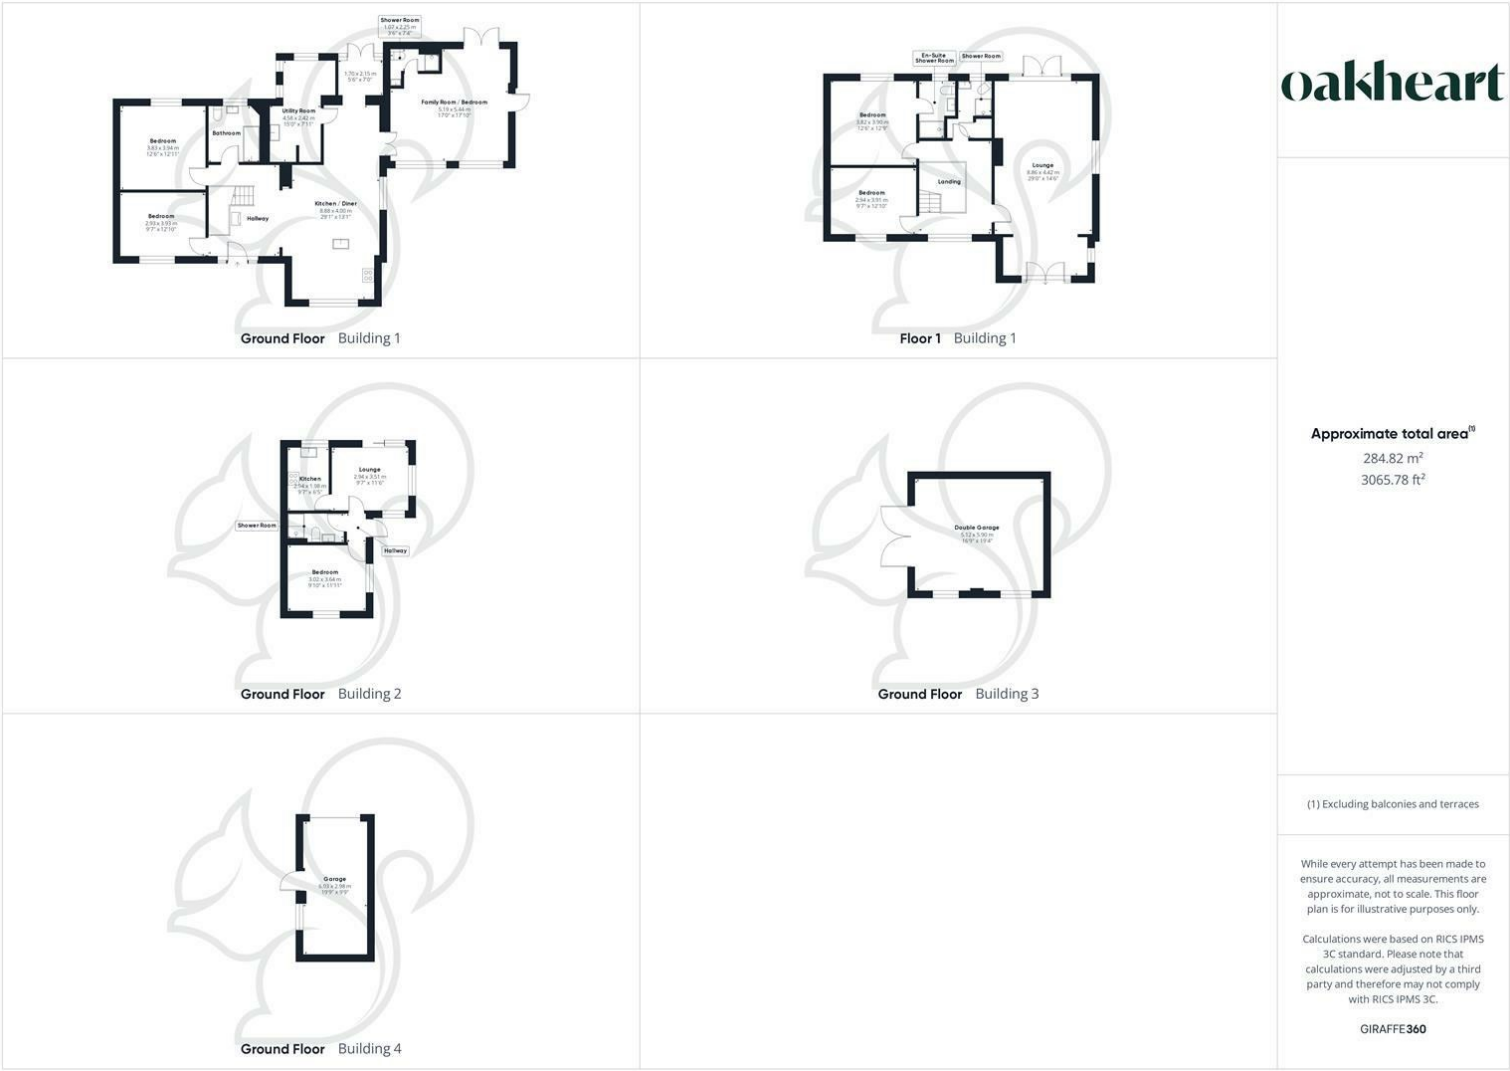 Shower Room
1.07 x 2.25 m
3'6" x 7'4"
1.70 x 2.15 m
5'6" x 7'0"
Family Room / Bedroom
5.19 x 5.44 m
17'0" x 17'10"
Utility Room
4.58 x 2.42 m
15'0" x 7'11"
Bathroom
Bedroom
3.83 x 3.94 m
12'6" x 12'11"
Bedroom
2.93 x 3.93 m
9'7" x 12'10"
Hallway
Kitchen / Diner
8.88 x 4.00 m
29'1" x 13'1"
Ground Floor Building 1
En-Suite
Shower Room
Shower Room
Bedroom
3.82 x 3.90 m
12'6" x 12'9"
Lounge
8.86 x 4.42 m
29'0" x 14'6"
Landing
Bedroom
2.94 x 3.91 m
9'7" x 12'10"
Floor 1 Building 1
Lounge
2.94 x 3.51 m
9'7" x 11'6"
Kitchen
Shower Room
Hallway
Bedroom
3.02 x 3.64 m
9'10" x 11'11"
Ground Floor Building 2
Double Garage
5.12 x 5.90 m
16'9" x 19'4"
Ground Floor Building 3
Garage
6.03 x 2.98 m
19'9" x 9'9"
Ground Floor Building 4
oakheart
Approximate total area(1)
284.82 m²
3065.78 ft²
(1) Excluding balconies and terraces
While every attempt has been made to
ensure accuracy, all measurements are
approximate, not to scale. This floor
plan is for illustrative purposes only.
Calculations were based on RICS IPMS
3C standard. Please note that
calculations were adjusted by a third
party and therefore may not comply
with RICS IPMS 3C.
GIRAFFE360